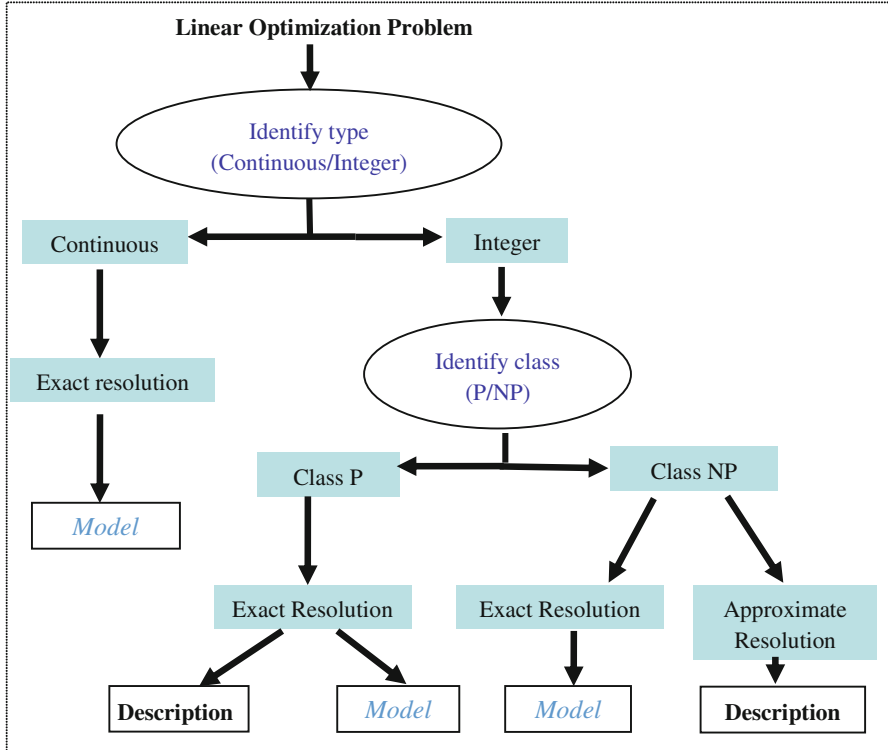 Linear Optimization Problem
Identify type
(Continuous/Integer)
Continuous
Integer
Exact resolution
Identify class
(P/NP)
Class P
Class NP
Model
Exact Resolution
Exact Resolution
Approximate
Resolution
Description
Model
Model
Description